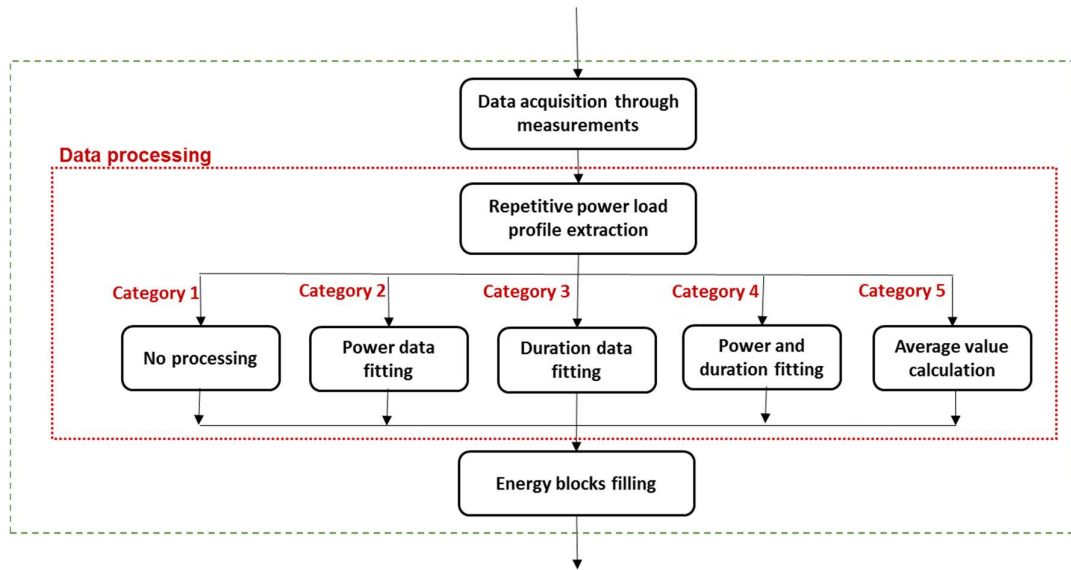 Data acquisition through
measurements
Data processing
Repetitive power load
profile extraction
Category 1
Category 2
Category 3
Category 4
Category 5
No processing
Power data
fitting
Duration data
fitting
Power and
duration fitting
Average value
calculation
Energy blocks filling